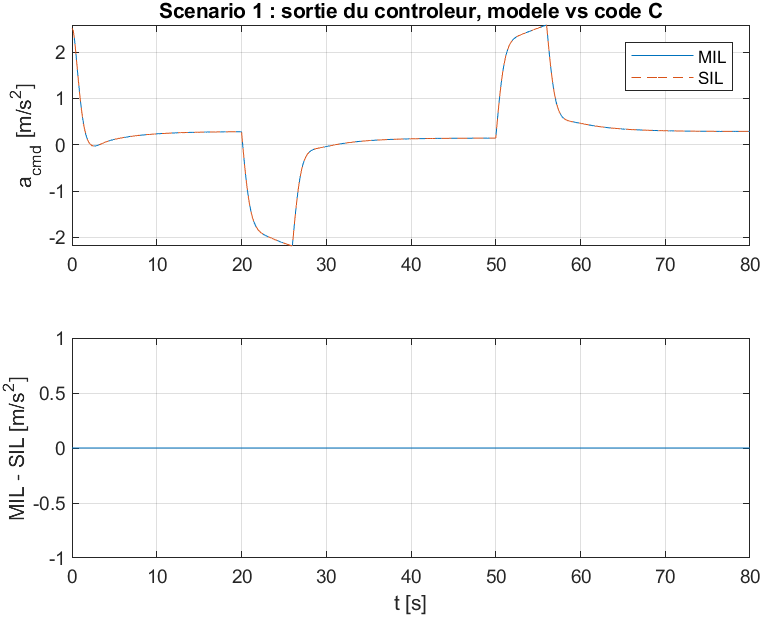 Scenario 1 : sortie du controleur, modele vs code C
a_cmd [m/s²]
2
1
0
-1
-2
MIL
SIL
0 10 20 30 40 50 60 70 80
MIL - SIL [m/s²]
1
0.5
0
-0.5
-1
0 10 20 30 40 50 60 70 80
t [s]